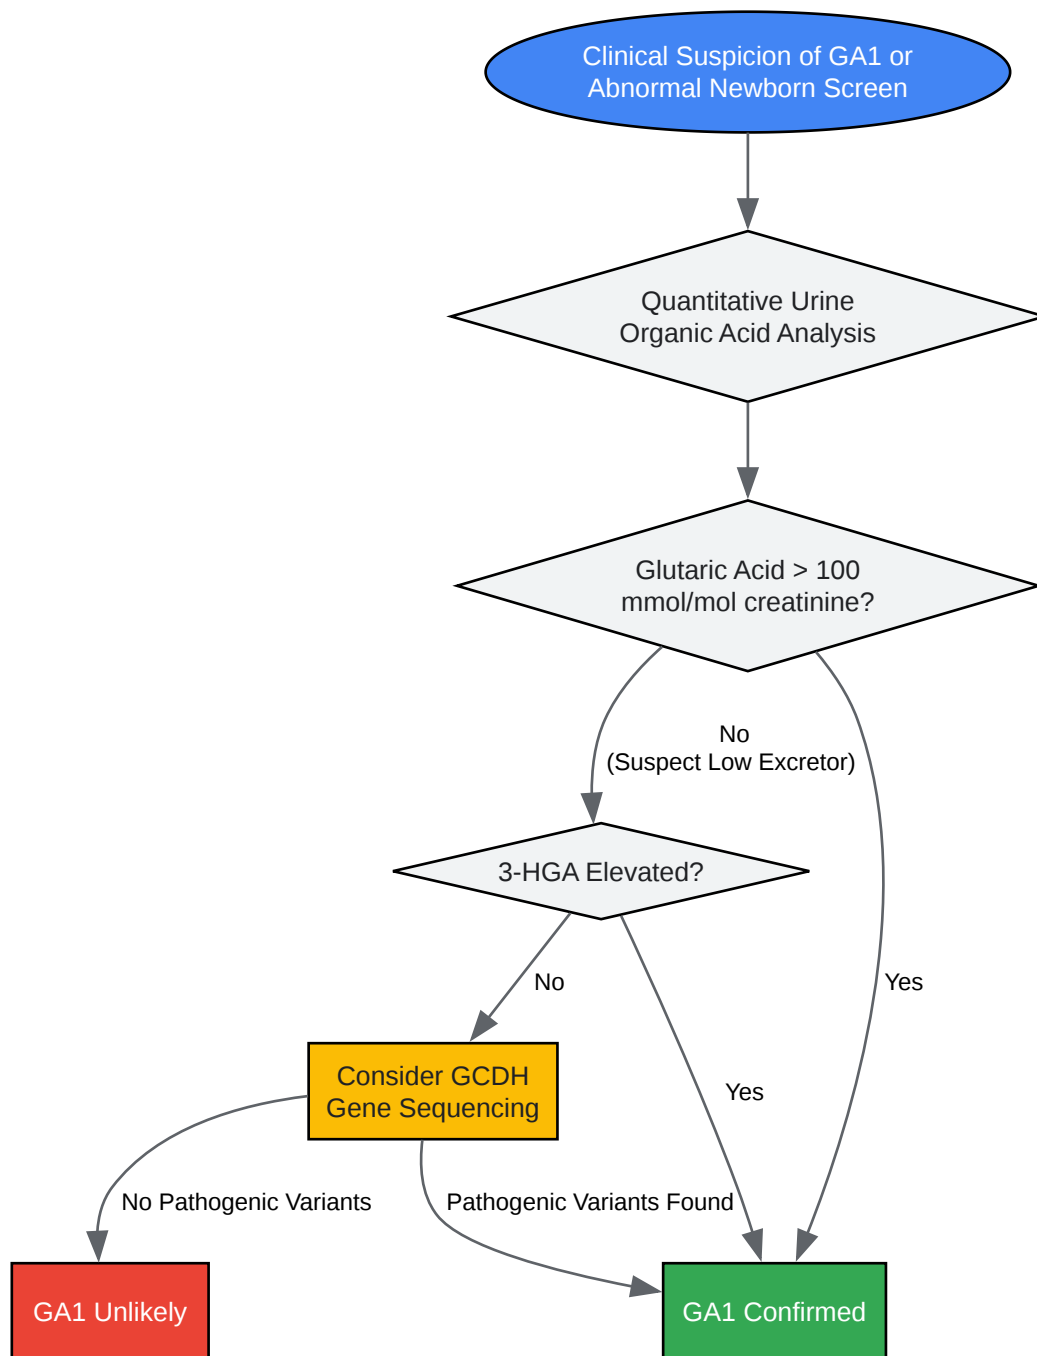 Clinical Suspicion of GA1 or
Abnormal Newborn Screen
Quantitative Urine
Organic Acid Analysis
Glutaric Acid > 100
mmol/mol creatinine?
No
(Suspect Low Excretor)
3-HGA Elevated?
No
Yes
Consider GCDH
Gene Sequencing
Yes
No Pathogenic Variants
Pathogenic Variants Found
GA1 Unlikely
GA1 Confirmed